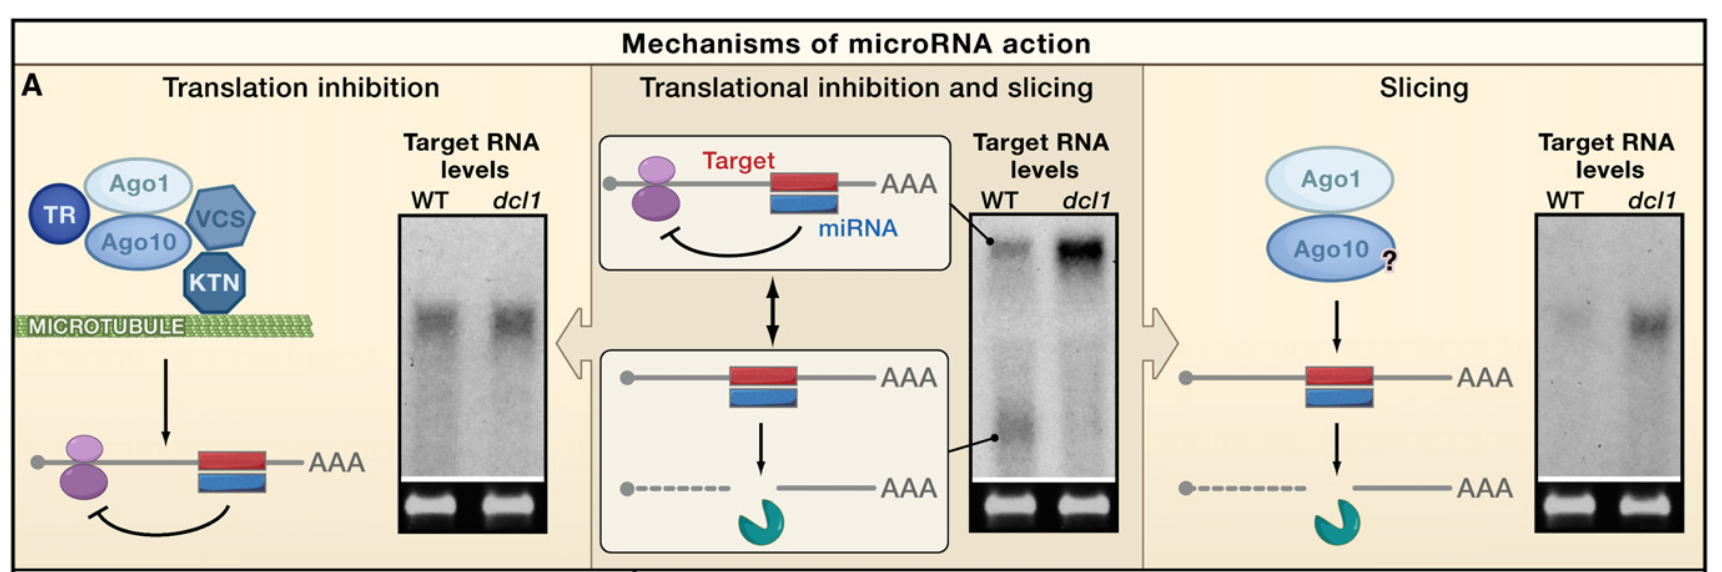 Mechanisms of microRNA action
A
Translation inhibition
Ago1
TR
VCS
Ago10
KTN
MICROTUBULE
AAA
Target RNA
levels
WT dcl1
Translational inhibition and slicing
Target
AAA
miRNA
AAA
AAA
Target RNA
levels
WT dcl1
Slicing
Ago1
Ago10
?
AAA
AAA
Target RNA
levels
WT dcl1